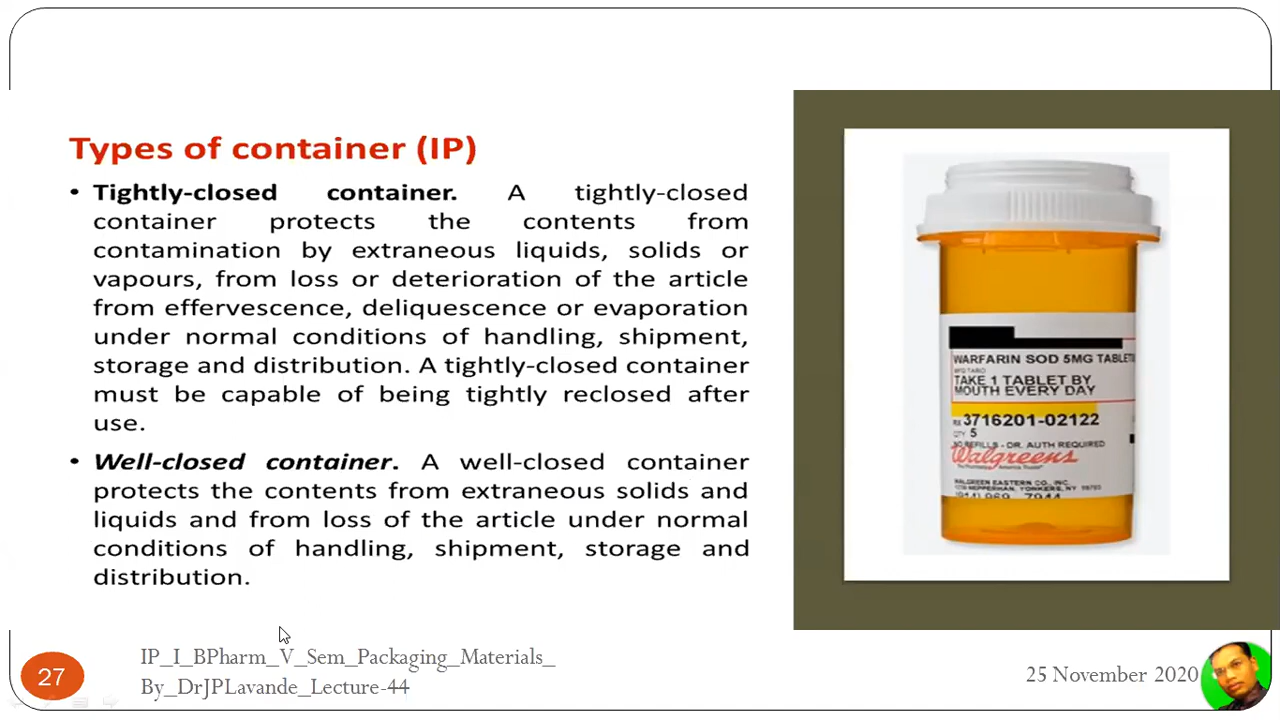 Types of container (IP)
• Tightly-closed container. A tightly-closed
container protects the contents from
contamination by extraneous liquids, solids or
vapours, from loss or deterioration of the article
from effervescence, deliquescence or evaporation
under normal conditions of handling, shipment,
storage and distribution. A tightly-closed container
must be capable of being tightly reclosed after
use.
• Well-closed container. A well-closed container
protects the contents from extraneous solids and
liquids and from loss of the article under normal
conditions of handling, shipment, storage and
distribution.
WARFARIN SOD 5MG TABLET
MFG TARO
TAKE 1 TABLET BY
MOUTH EVERY DAY
3716201-02122
QTY 5
NO REFILLS - DR. AUTH REQUIRED
Walgreens
WALGREEN EASTERN CO., INC.
27
IP_I_BPharm_V_Sem_Packaging_Materials_
By_DrJPLavande_Lecture-44
25 November 2020